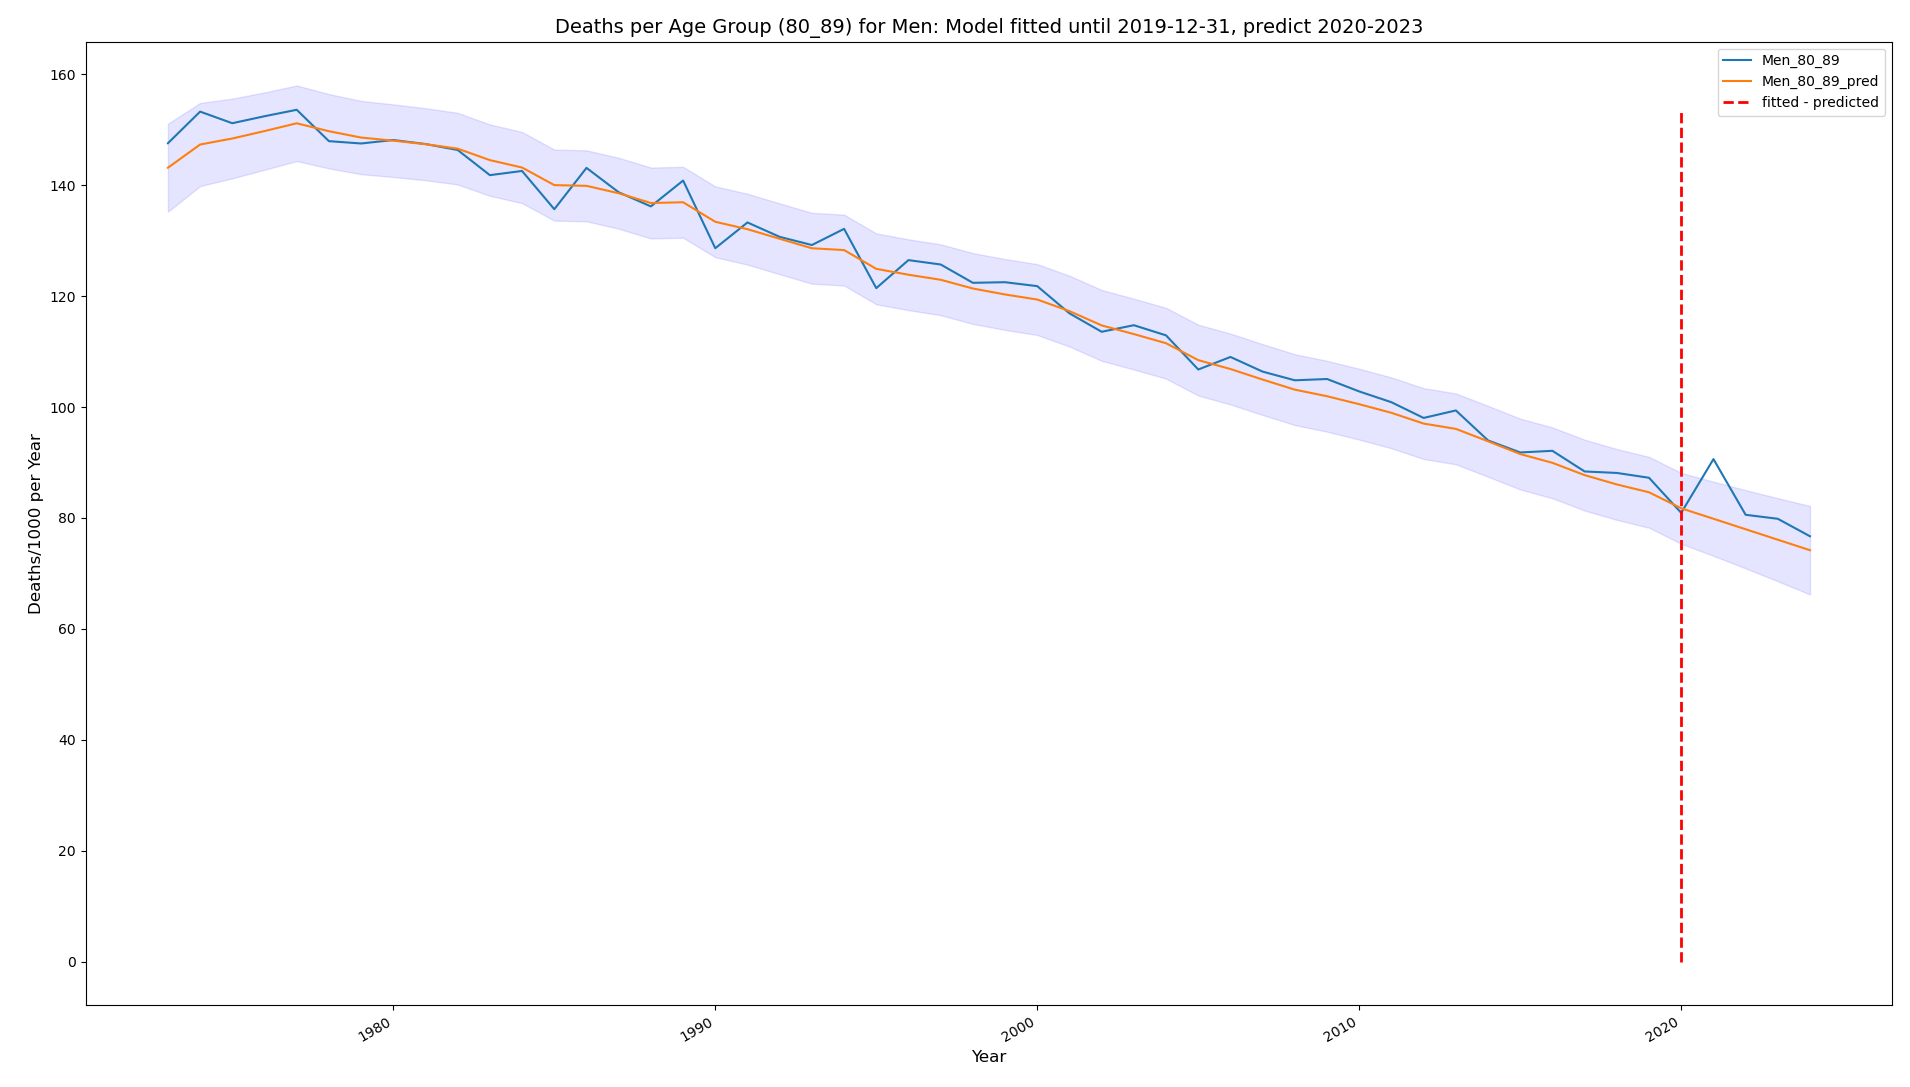 Deaths per Age Group (80_89) for Men: Model fitted until 2019-12-31, predict 2020-2023
Men_80_89
Men_80_89_pred
fitted - predicted
160
140
120
100
80
60
40
20
0
Deaths/1000 per Year
1980
1990
2000
2010
2020
Year